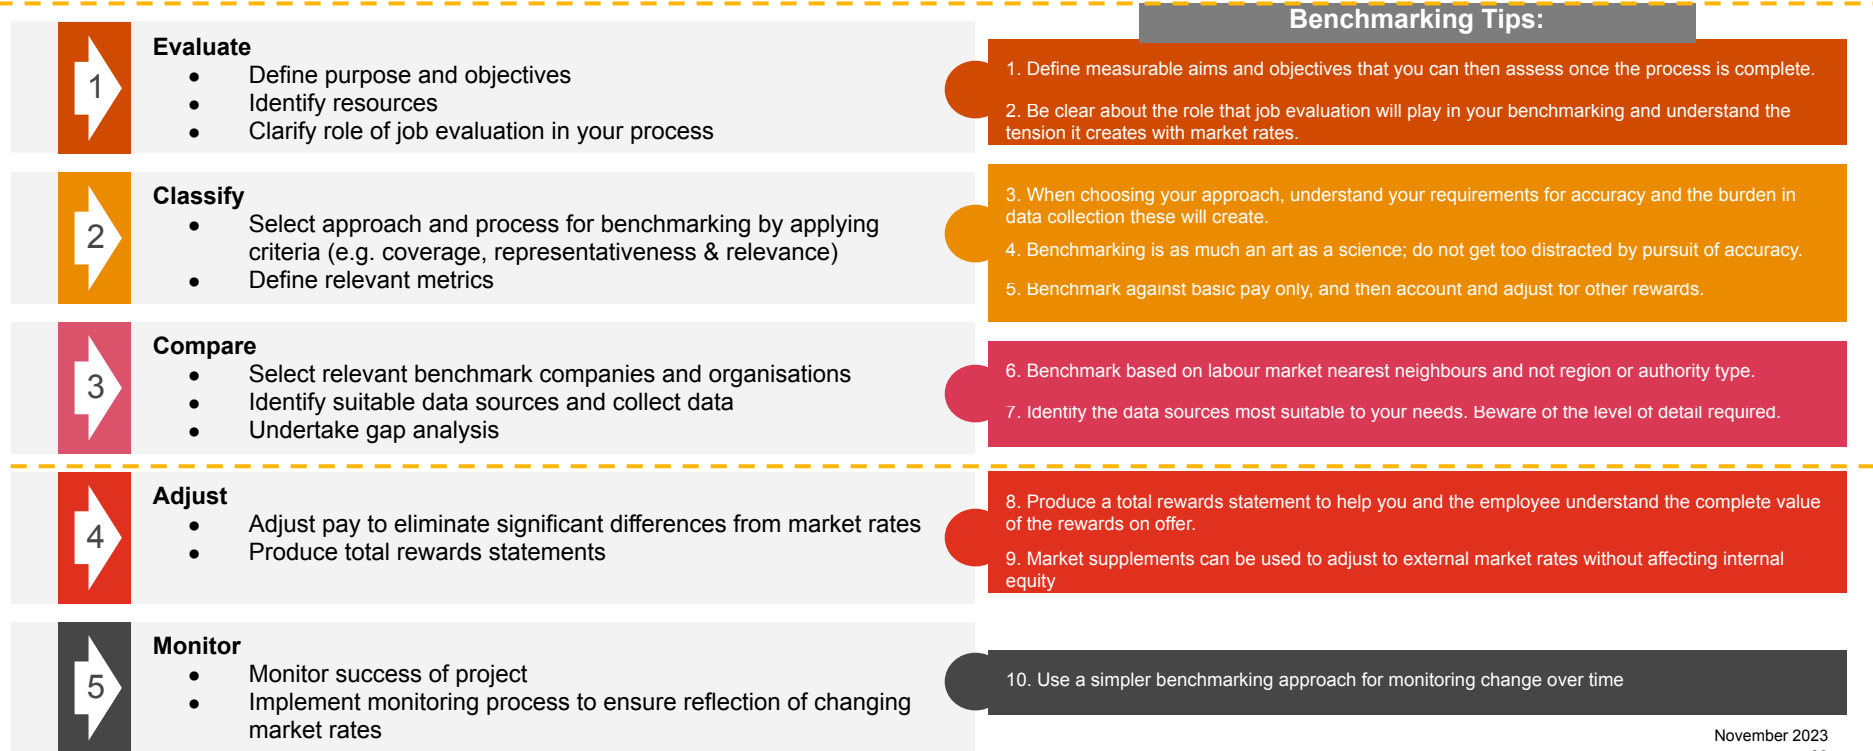 Benchmarking Tips:
1
Evaluate
● Define purpose and objectives
● Identify resources
● Clarify role of job evaluation in your process
1. Define measurable aims and objectives that you can then assess once the process is complete.
2. Be clear about the role that job evaluation will play in your benchmarking and understand the
tension it creates with market rates.
2
Classify
● Select approach and process for benchmarking by applying
criteria (e.g. coverage, representativeness & relevance)
● Define relevant metrics
3. When choosing your approach, understand your requirements for accuracy and the burden in
data collection these will create.
4. Benchmarking is as much an art as a science; do not get too distracted by pursuit of accuracy.
5. Benchmark against basic pay only, and then account and adjust for other rewards.
3
Compare
● Select relevant benchmark companies and organisations
● Identify suitable data sources and collect data
● Undertake gap analysis
6. Benchmark based on labour market nearest neighbours and not region or authority type.
7. Identify the data sources most suitable to your needs. Beware of the level of detail required.
4
Adjust
● Adjust pay to eliminate significant differences from market rates
● Produce total rewards statements
8. Produce a total rewards statement to help you and the employee understand the complete value
of the rewards on offer.
9. Market supplements can be used to adjust to external market rates without affecting internal
equity
5
Monitor
● Monitor success of project
● Implement monitoring process to ensure reflection of changing
market rates
10. Use a simpler benchmarking approach for monitoring change over time
November 2023